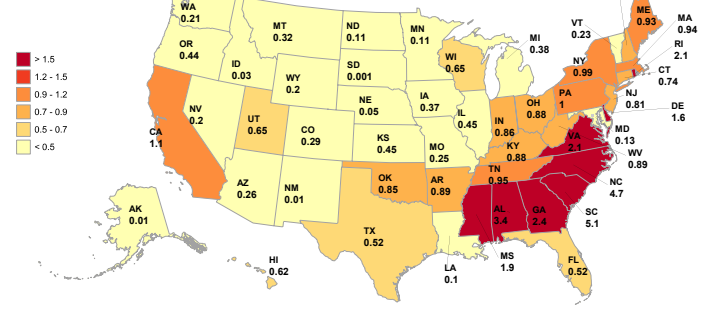 WA
0.21
OR
0.44
ID
0.03
MT
0.32
WY
0.2
NV
0.2
CA
1.1
UT
0.65
CO
0.29
AZ
0.26
NM
0.01
ND
0.11
SD
0.001
NE
0.05
KS
0.45
OK
0.85
TX
0.52
MN
0.11
IA
0.37
MO
0.25
AR
0.89
LA
0.1
WI
0.65
IL
0.45
MI
0.38
IN
0.86
OH
0.88
KY
0.88
TN
0.95
MS
1.9
AL
3.4
GA
2.4
FL
0.52
SC
5.1
NC
4.7
VA
2.1
WV
0.89
MD
0.13
DE
1.6
NJ
0.81
PA
1
NY
0.99
CT
0.74
RI
2.1
MA
0.94
VT
0.23
ME
0.93
AK
0.01
HI
0.62
> 1.5
1.2 - 1.5
0.9 - 1.2
0.7 - 0.9
0.5 - 0.7
< 0.5